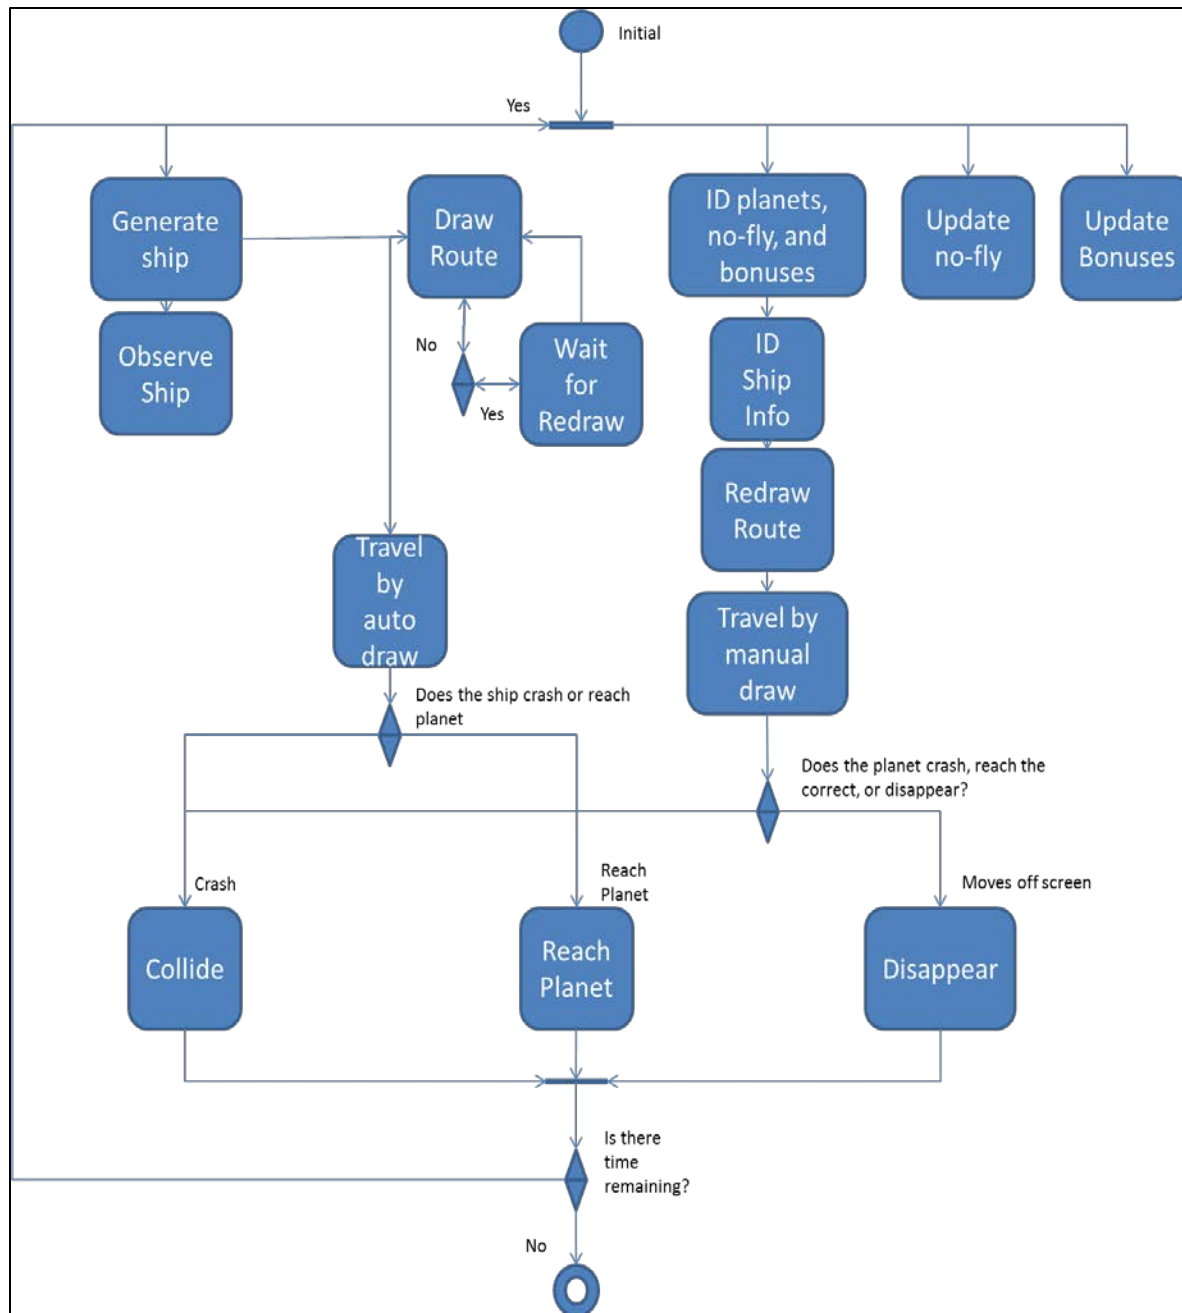 Initial
Yes
Generate
ship
Draw
Route
ID planets,
no-fly, and
bonuses
Update
no-fly
Update
Bonuses
Observe
Ship
No
Yes
Wait
for
Redraw
ID
Ship
Info
Redraw
Route
Travel
by
auto
draw
Travel by
manual
draw
Does the ship crash or reach
planet
Does the planet crash, reach the
correct, or disappear?
Crash
Reach
Planet
Moves off screen
Collide
Reach
Planet
Disappear
Is there
time
remaining?
No